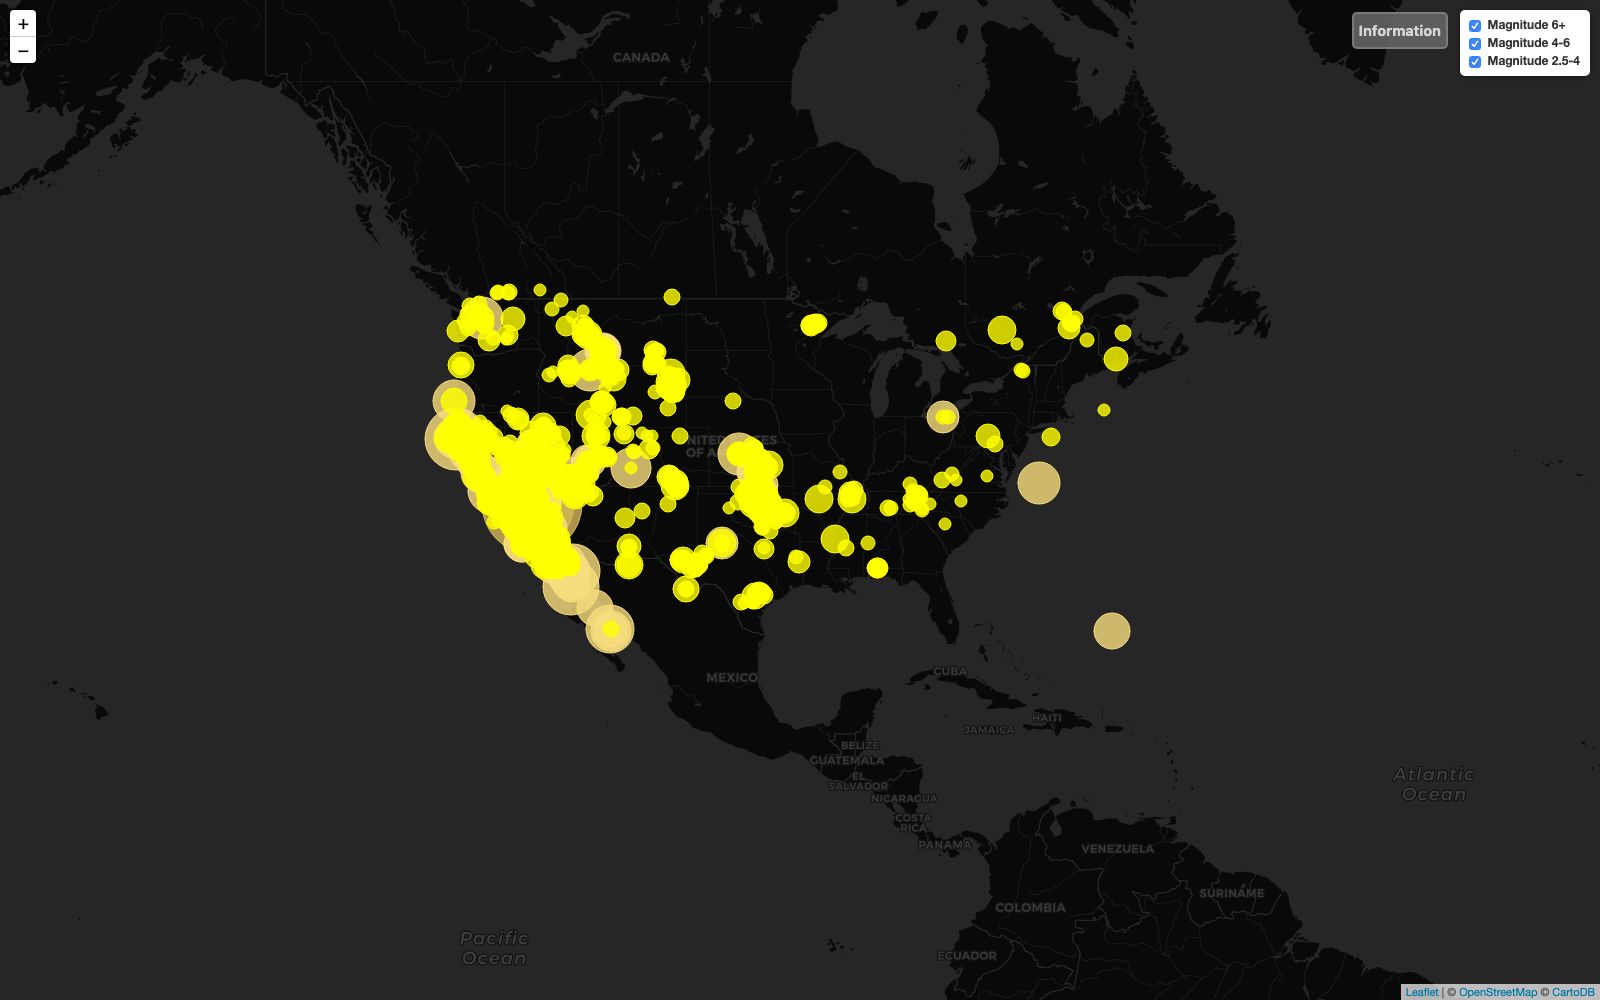 +
−
Information
Magnitude 6+
Magnitude 4-6
Magnitude 2.5-4
CANADA
UNITED STATES
OF AMERICA
MEXICO
CUBA
HAITI
JAMAICA
BELIZE
GUATEMALA
EL
SALVADOR
NICARAGUA
COSTA
RICA
PANAMA
VENEZUELA
SURINAME
COLOMBIA
ECUADOR
Atlantic
Ocean
Pacific
Ocean
Leaflet | © OpenStreetMap © CartoDB